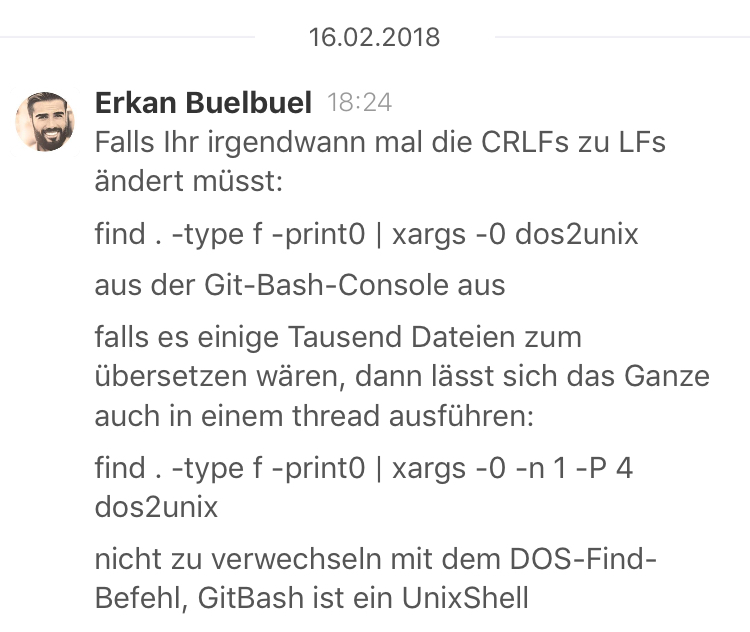 16.02.2018
Erkan Buelbuel 18:24
Falls Ihr irgendwann mal die CRLFs zu LFs
ändert müsst:
find . -type f -print0 | xargs -0 dos2unix
aus der Git-Bash-Console aus
falls es einige Tausend Dateien zum
übersetzen wären, dann lässt sich das Ganze
auch in einem thread ausführen:
find . -type f -print0 | xargs -0 -n 1 -P 4
dos2unix
nicht zu verwechseln mit dem DOS-Find-
Befehl, GitBash ist ein UnixShell